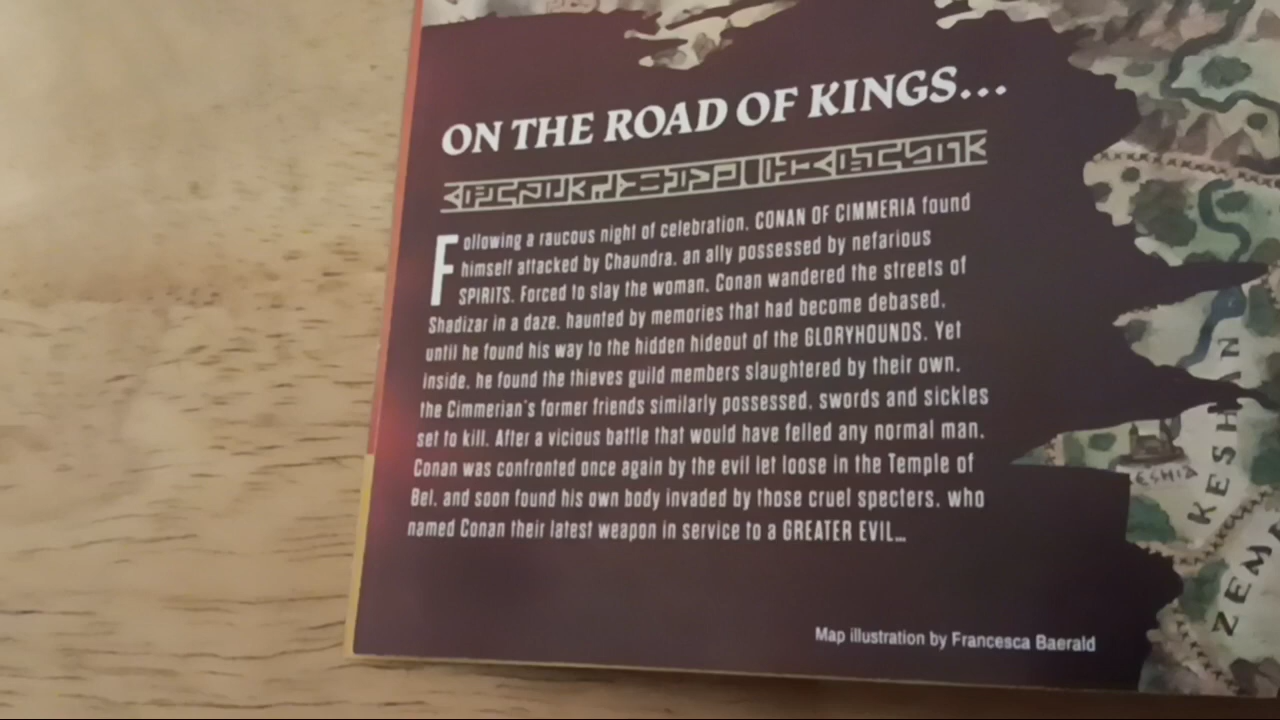 ON THE ROAD OF KINGS...
Following a raucous night of celebration, CONAN OF CIMMERIA found
himself attacked by Chaundra, an ally possessed by nefarious
SPIRITS. Forced to slay the woman, Conan wandered the streets of
Shadizar in a daze, haunted by memories that had become debased,
until he found his way to the hidden hideout of the GLORYHOUNDS. Yet
inside, he found the thieves guild members slaughtered by their own,
the Cimmerian's former friends similarly possessed, swords and sickles
set to kill. After a vicious battle that would have felled any normal man,
Conan was confronted once again by the evil let loose in the Temple of
Bel, and soon found his own body invaded by those cruel specters, who
named Conan their latest weapon in service to a GREATER EVIL...
Map illustration by Francesca Baerald
KESHAN